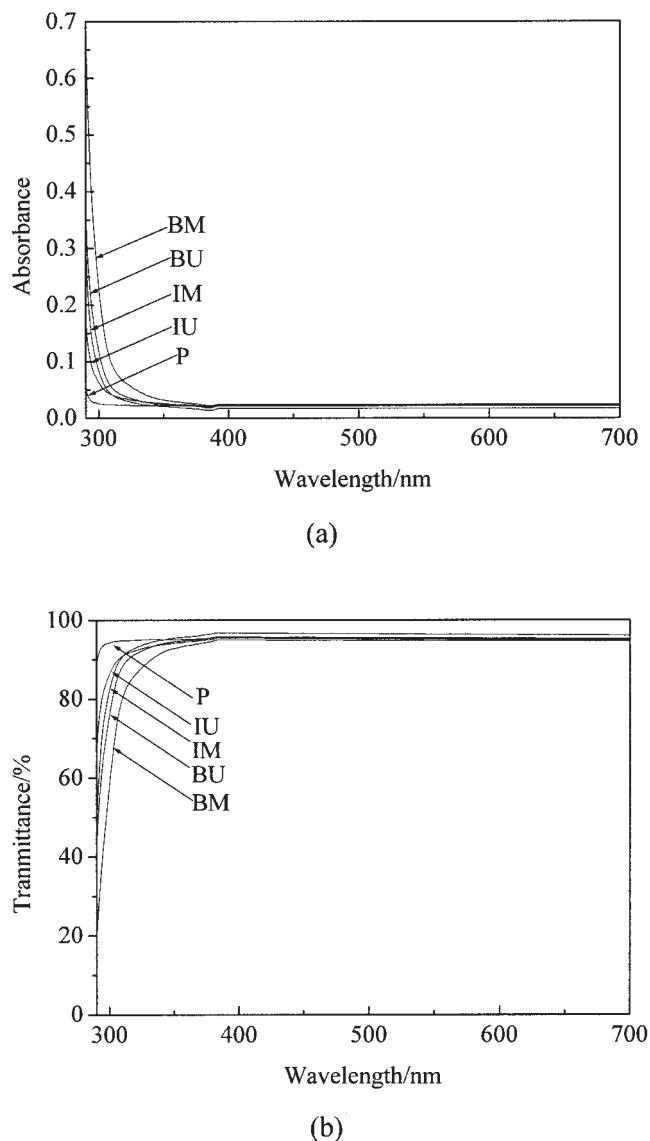 0.7
0.6
0.5
0.4
0.3
0.2
0.1
0.0
Absorbance
BM
BU
IM
IU
P
300 400 500 600 700
Wavelength/nm
(a)
100
80
60
40
20
0
Tranmittance/%
P
IU
IM
BU
BM
300 400 500 600 700
Wavelength/nm
(b)